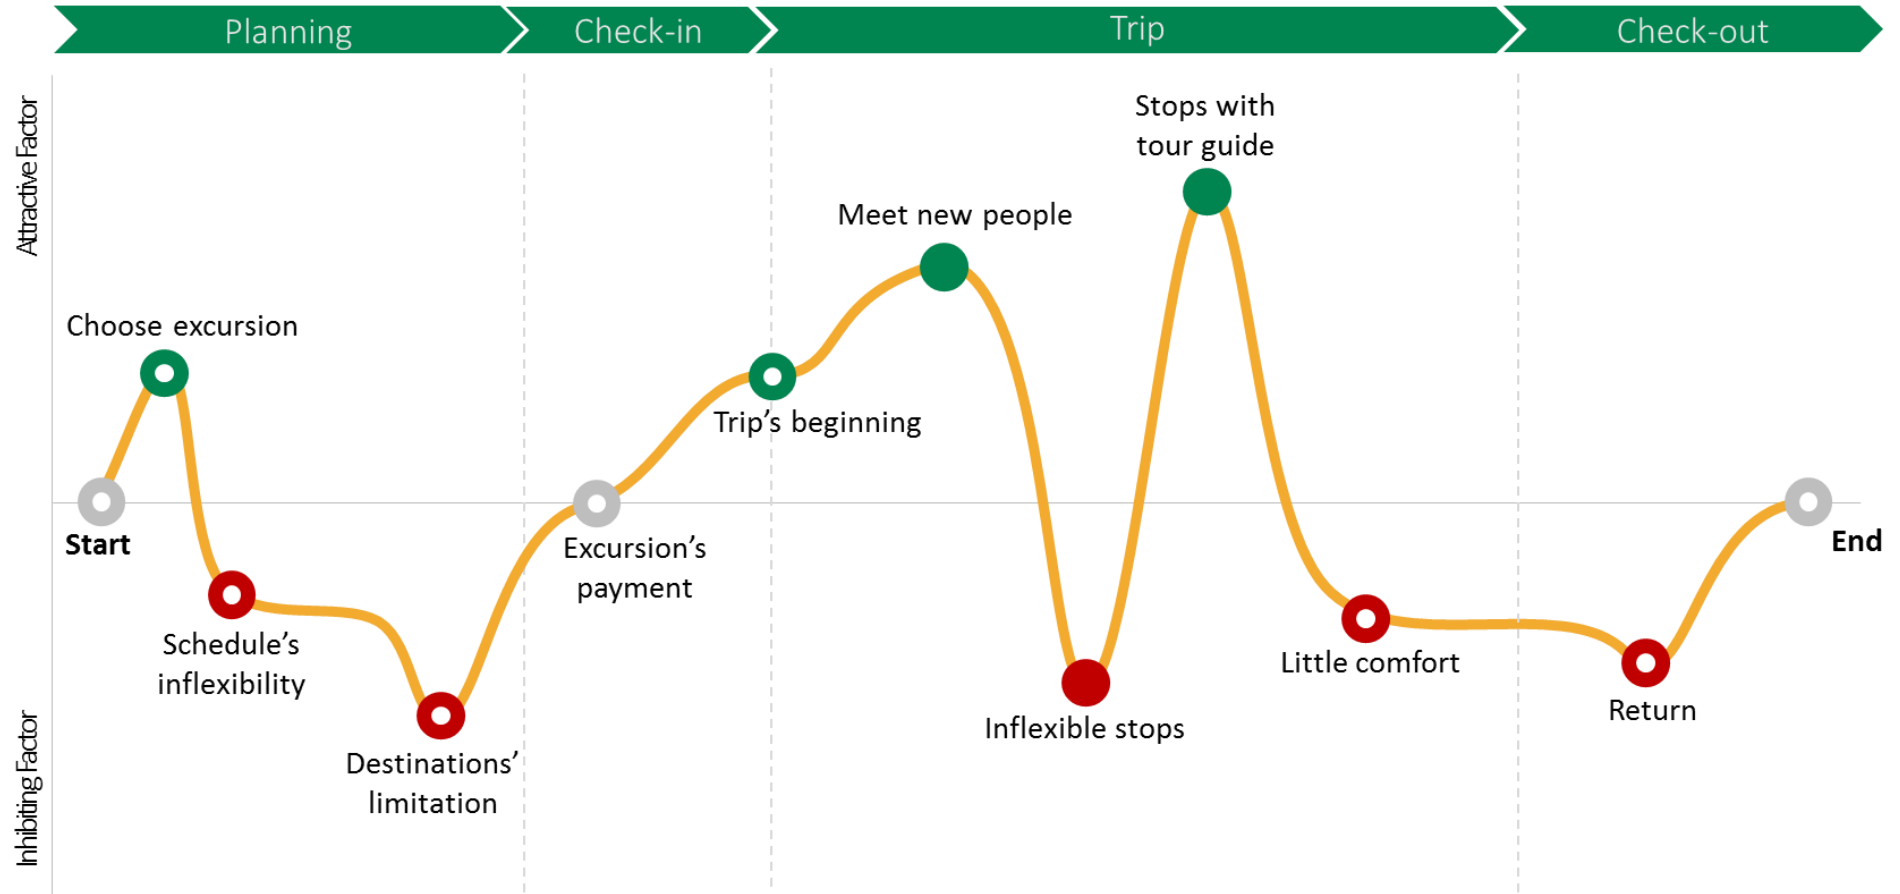 Planning
Check-in
Trip
Check-out
Attractive Factor
Inhibiting Factor
Start
Choose excursion
Schedule’s
inflexibility
Destinations’
limitation
Excursion’s
payment
Trip’s beginning
Meet new people
Inflexible stops
Stops with
tour guide
Little comfort
Return
End